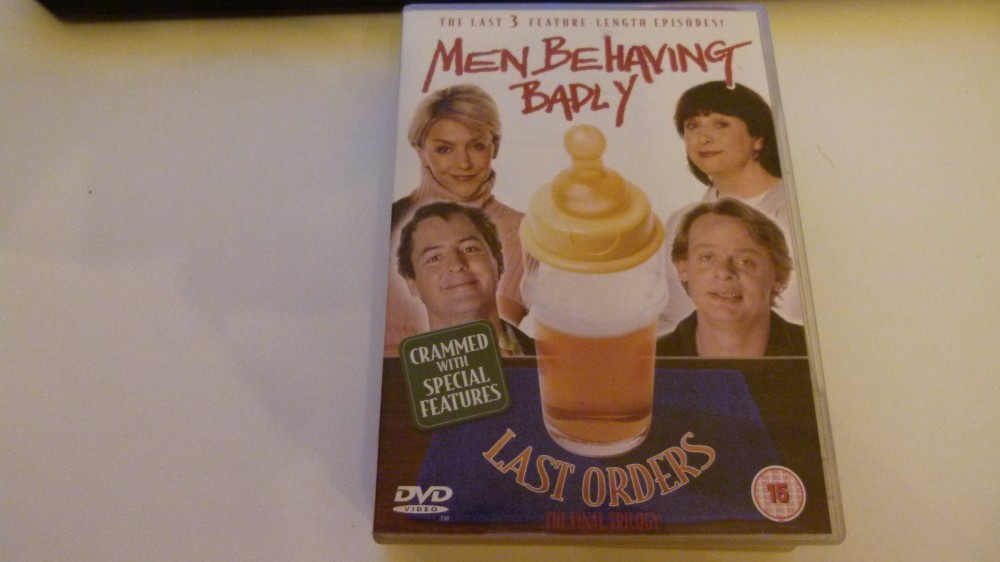 THE LAST 3 FEATURE-LENGTH EPISODES!
MEN BEHAVING
BADLY
CRAMMED
WITH
SPECIAL
FEATURES
LAST ORDERS
THE FINAL TRILOGY
DVD
VIDEO
TM
15